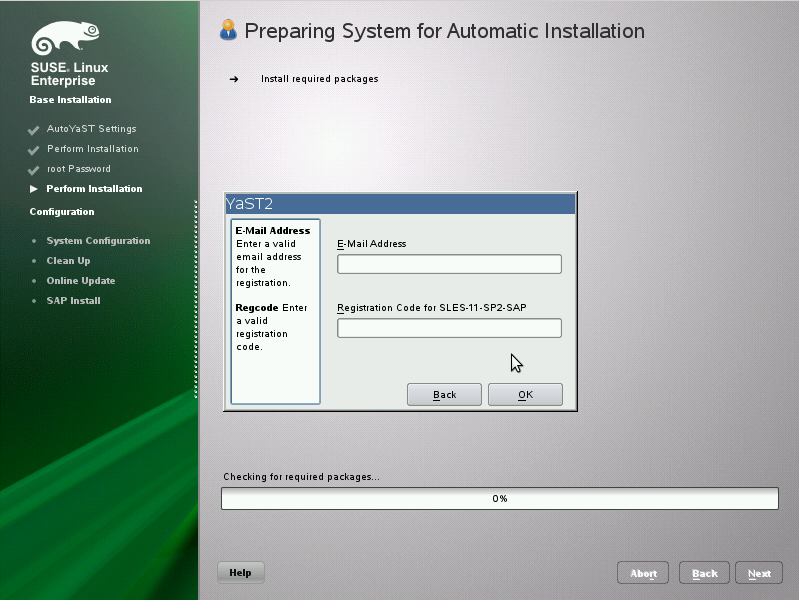 SUSE® Linux
Enterprise
Base Installation
AutoYaST Settings
Perform Installation
root Password
Perform Installation
Configuration
System Configuration
Clean Up
Online Update
SAP Install
Preparing System for Automatic Installation
Install required packages
YaST2
E-Mail Address
Enter a valid
email address
for the
registration.
Regcode Enter
a valid
registration
code.
E-Mail Address
Registration Code for SLES-11-SP2-SAP
Back
OK
Checking for required packages...
0%
Help
Abort
Back
Next